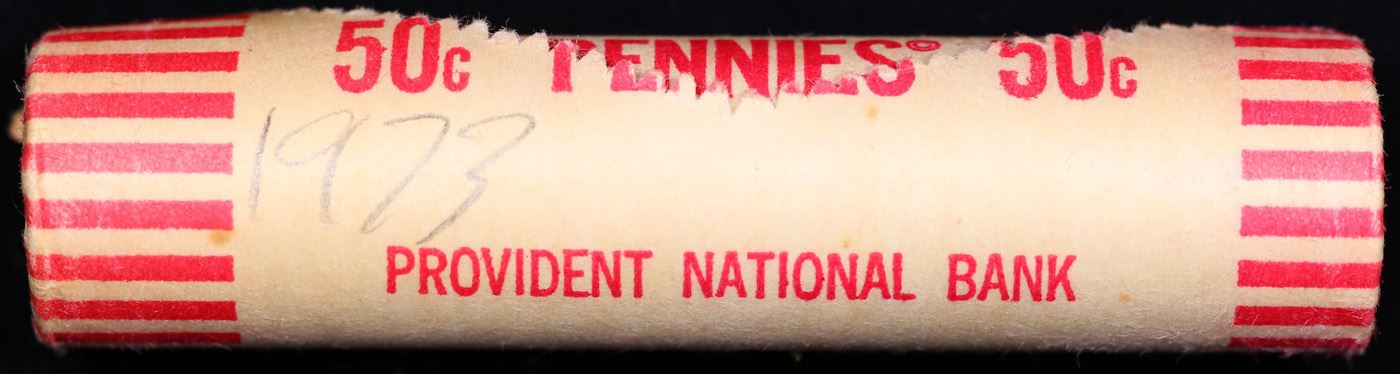 50¢ PENNIES© 50¢
1973
PROVIDENT NATIONAL BANK